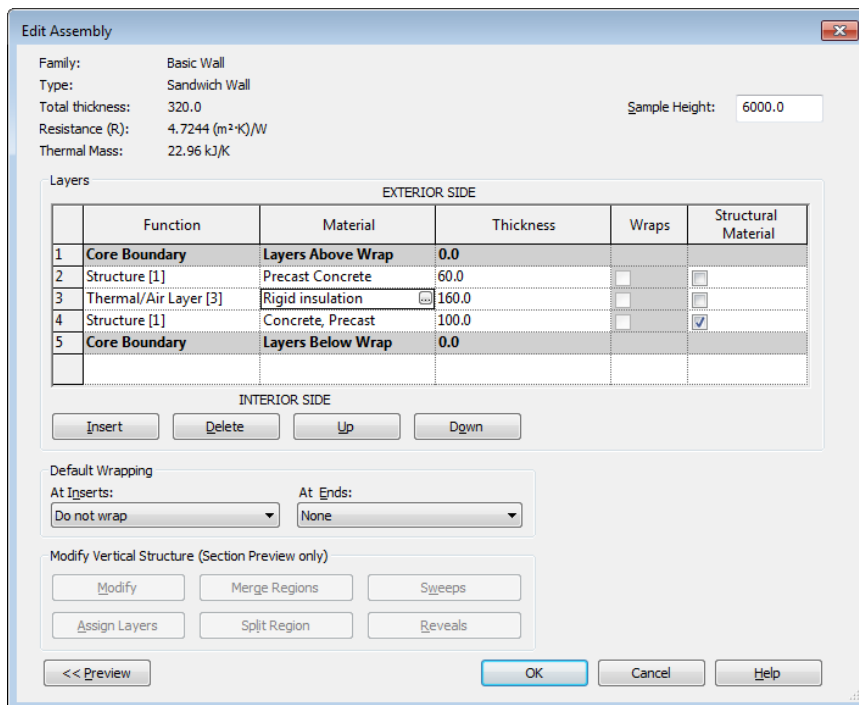 Edit Assembly
Family: Basic Wall
Type: Sandwich Wall
Total thickness: 320.0 Sample Height: 6000.0
Resistance (R): 4.7244 (m²·K)/W
Thermal Mass: 22.96 kJ/K
Layers
EXTERIOR SIDE
Function Material Thickness Wraps Structural Material
1 Core Boundary Layers Above Wrap 0.0
2 Structure [1] Precast Concrete 60.0
3 Thermal/Air Layer [3] Rigid insulation ... 160.0
4 Structure [1] Concrete, Precast 100.0
5 Core Boundary Layers Below Wrap 0.0
INTERIOR SIDE
Insert Delete Up Down
Default Wrapping
At Inserts: At Ends:
Do not wrap None
Modify Vertical Structure (Section Preview only)
Modify Merge Regions Sweeps
Assign Layers Split Region Reveals
<< Preview OK Cancel Help